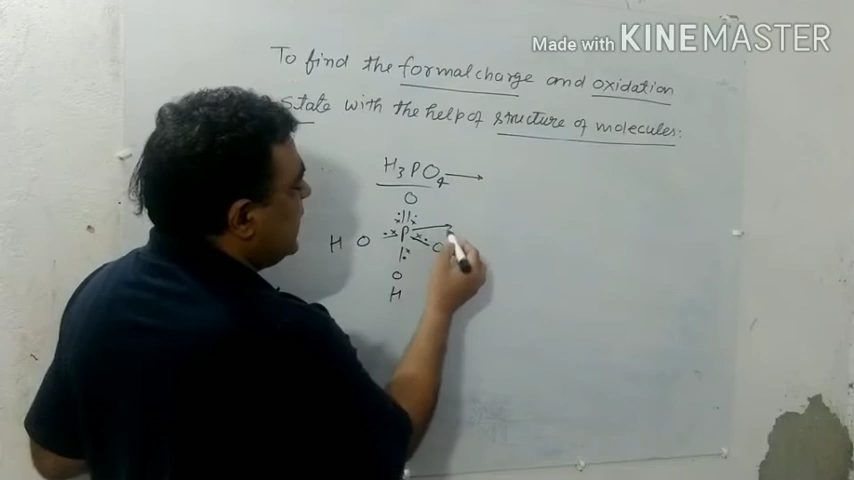 Made with KINEMASTER
To find the formal charge and oxidation
state with the help of structure of molecules:
H₃PO₄ →
O
H O P O
O
H